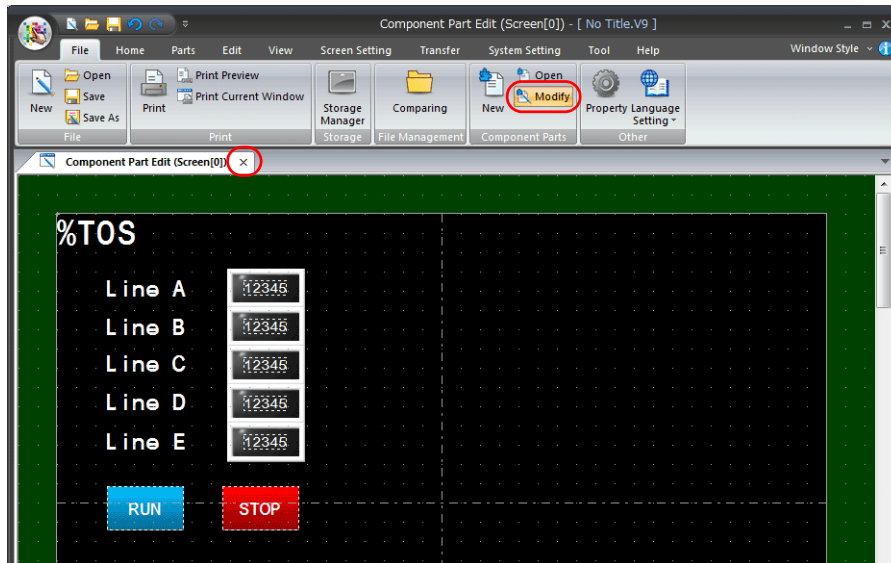 Component Part Edit (Screen[0]) - [ No Title.V9 ]
File Home Parts Edit View Screen Setting Transfer System Setting Tool Help Window Style
New
Open
Save
Save As
File
Print
Print Preview
Print Current Window
Print
Storage Manager
Storage
Comparing
File Management
New
Open
Modify
Component Parts
Property
Language Setting
Other
Component Part Edit (Screen[0])
%TOS
Line A 12345
Line B 12345
Line C 12345
Line D 12345
Line E 12345
RUN STOP